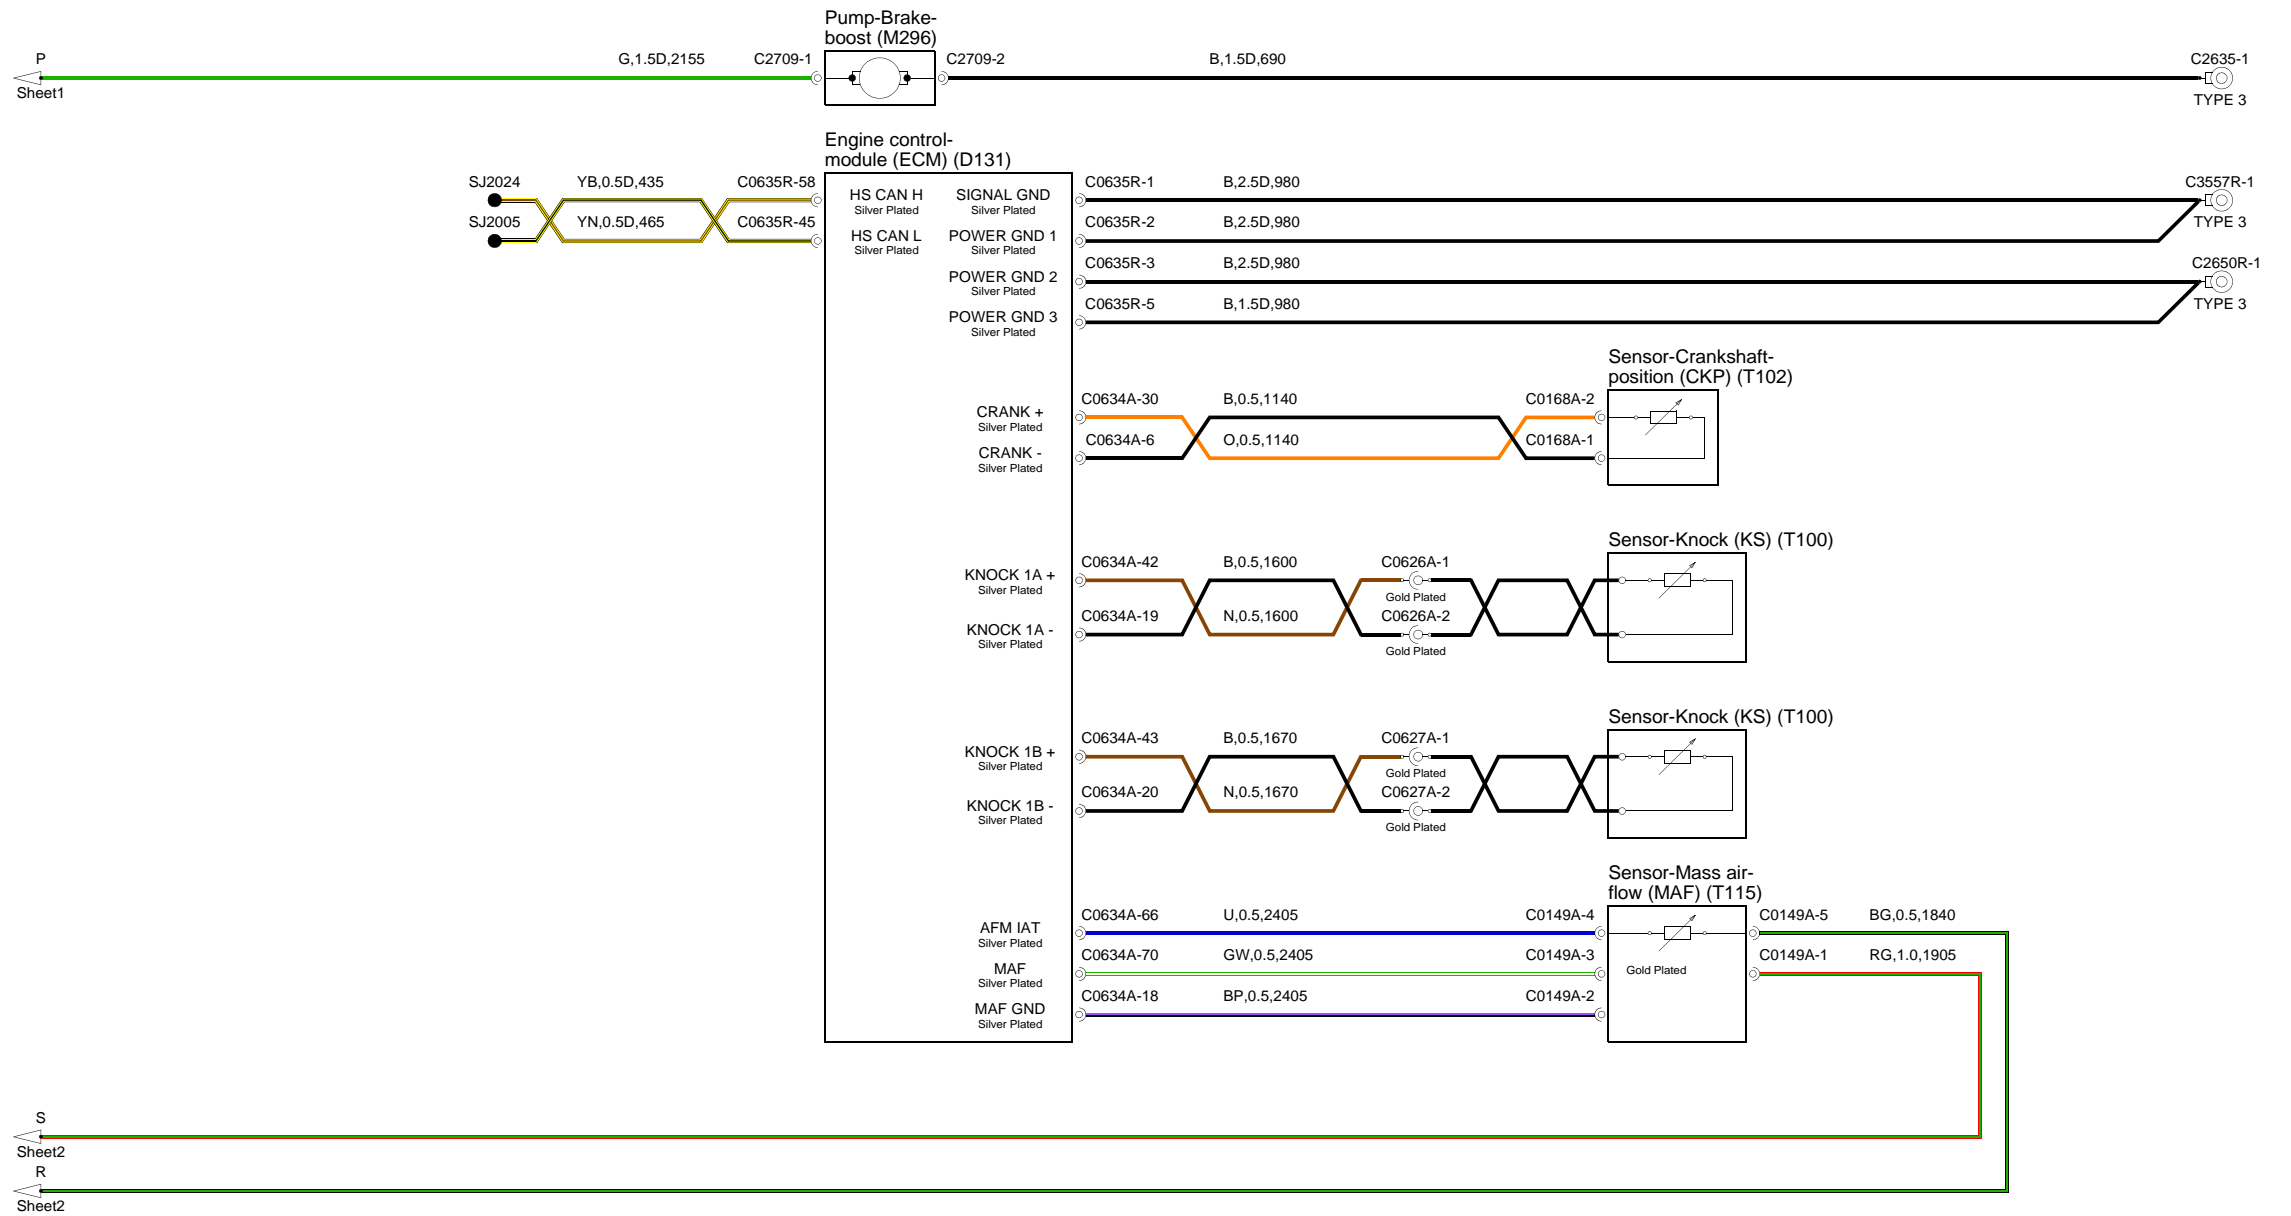 Pump-Brake-
boost (M296)
P
G,1.5D,2155
C2709-1
C2709-2
B,1.5D,690
C2635-1
Sheet1
TYPE 3
Engine control-
module (ECM) (D131)
SJ2024
YB,0.5D,435
C0635R-58
HS CAN H
Silver Plated
SIGNAL GND
Silver Plated
C0635R-1
B,2.5D,980
C3557R-1
SJ2005
YN,0.5D,465
C0635R-45
HS CAN L
Silver Plated
POWER GND 1
Silver Plated
C0635R-2
B,2.5D,980
TYPE 3
POWER GND 2
Silver Plated
C0635R-3
B,2.5D,980
C2650R-1
POWER GND 3
Silver Plated
C0635R-5
B,1.5D,980
TYPE 3
Sensor-Crankshaft-
position (CKP) (T102)
CRANK +
Silver Plated
C0634A-30
B,0.5,1140
C0168A-2
CRANK -
Silver Plated
C0634A-6
O,0.5,1140
C0168A-1
Sensor-Knock (KS) (T100)
KNOCK 1A +
Silver Plated
C0634A-42
B,0.5,1600
C0626A-1
Gold Plated
KNOCK 1A -
Silver Plated
C0634A-19
N,0.5,1600
C0626A-2
Gold Plated
Sensor-Knock (KS) (T100)
KNOCK 1B +
Silver Plated
C0634A-43
B,0.5,1670
C0627A-1
Gold Plated
KNOCK 1B -
Silver Plated
C0634A-20
N,0.5,1670
C0627A-2
Gold Plated
Sensor-Mass air-
flow (MAF) (T115)
AFM IAT
Silver Plated
C0634A-66
U,0.5,2405
C0149A-4
C0149A-5
BG,0.5,1840
MAF
Silver Plated
C0634A-70
GW,0.5,2405
C0149A-3
Gold Plated
C0149A-1
RG,1.0,1905
MAF GND
Silver Plated
C0634A-18
BP,0.5,2405
C0149A-2
S
Sheet2
R
Sheet2